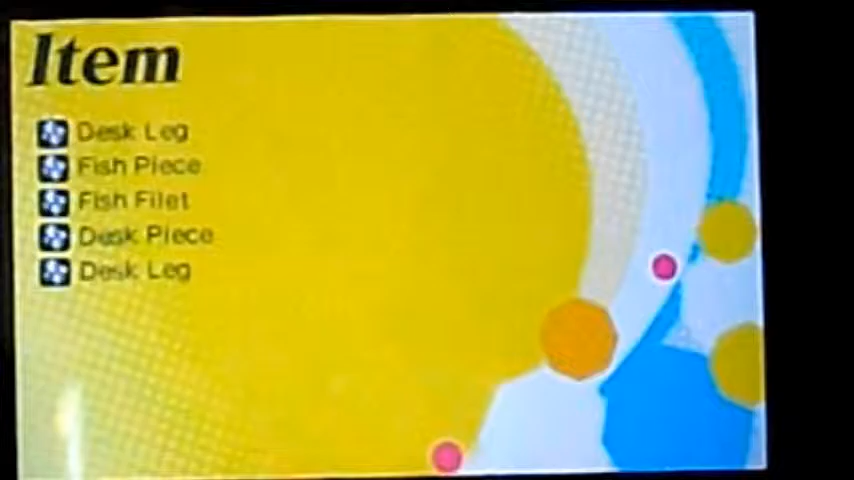 Item
Desk Leg
Fish Piece
Fish Filet
Desk Piece
Desk Leg